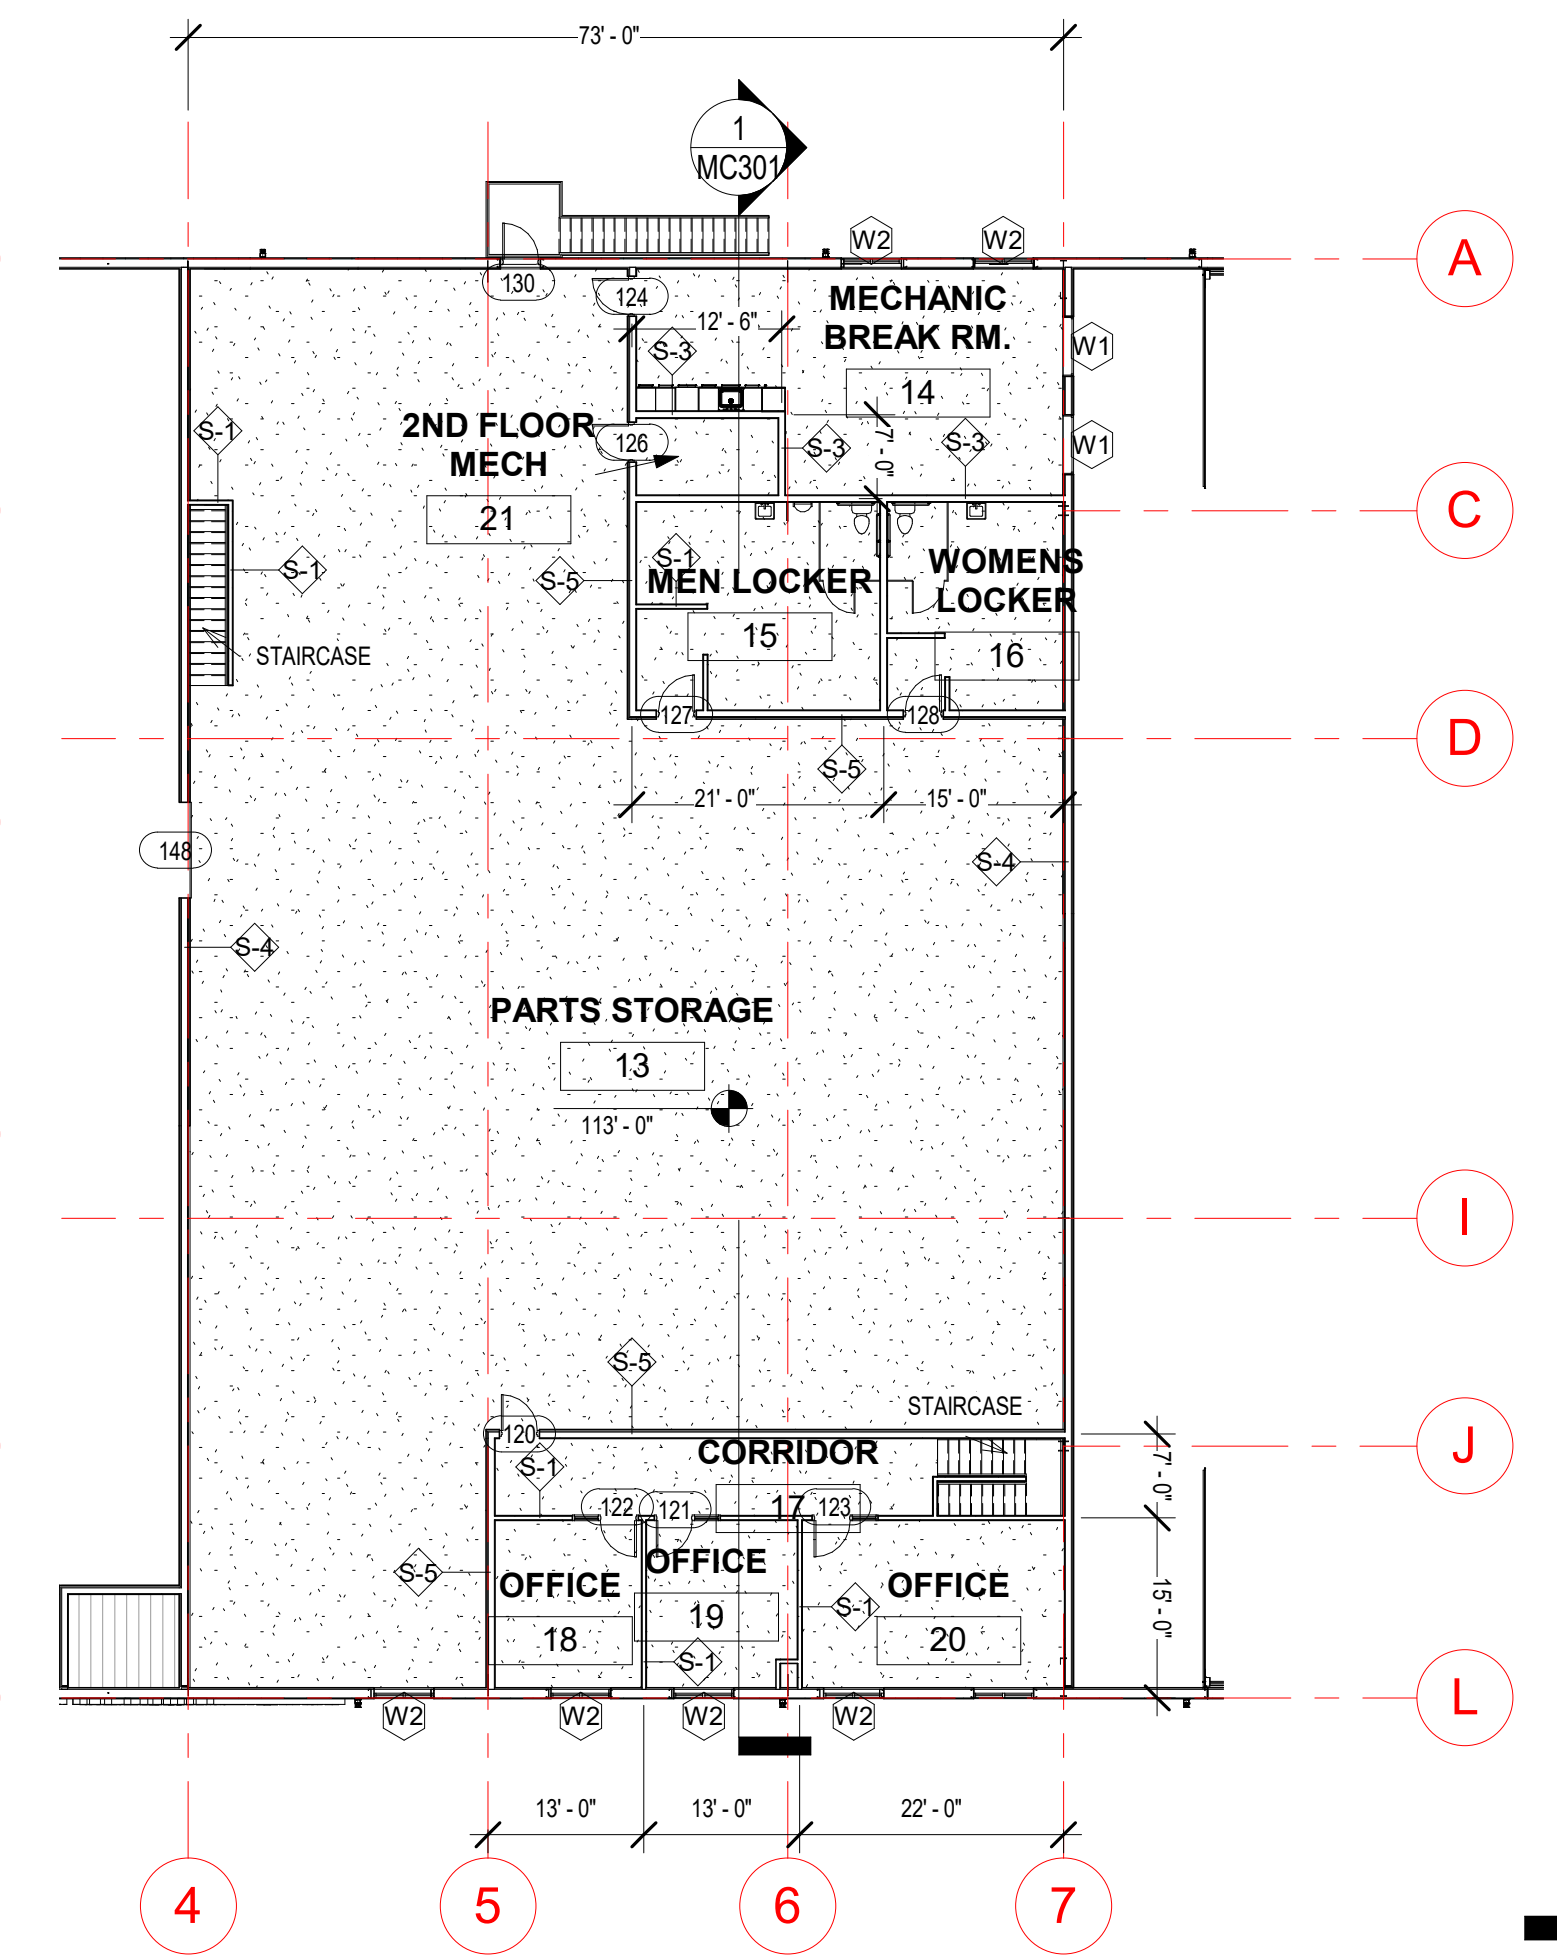 73' - 0"
1
MC301
W2
W2
A
130
124
MECHANIC
BREAK RM.
12' - 6"
S-3
W1
14
S-1
2ND FLOOR
MECH
126
S-3
7' - 0"
S-3
W1
21
C
S-1
S-5
S-1
MEN LOCKER
WOMENS
LOCKER
15
STAIRCASE
16
127
128
D
S-5
21' - 0"
15' - 0"
148
S-4
S-4
PARTS STORAGE
13
113' - 0"
I
S-5
STAIRCASE
120
CORRIDOR
J
S-1
7' - 0"
122
121
17
123
S-5
OFFICE
OFFICE
OFFICE
18
19
S-1
20
15' - 0"
S-1
L
W2
W2
W2
W2
13' - 0"
13' - 0"
22' - 0"
4
5
6
7